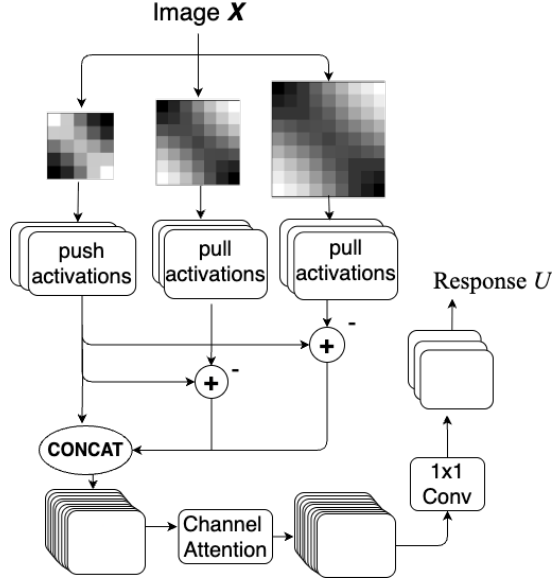 Image X
push
activations
pull
activations
pull
activations
Response U
-
+
-
+
CONCAT
1x1
Conv
Channel
Attention